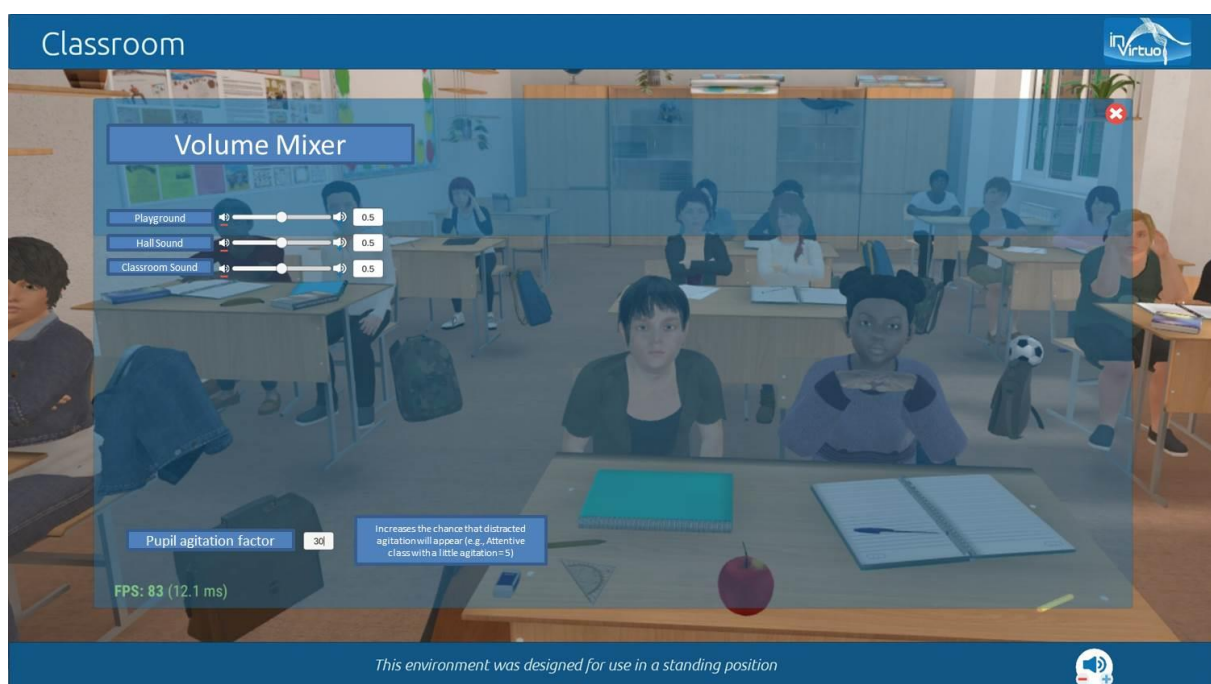 Classroom
in
Virtuo
Volume Mixer
Playground
0.5
Hall Sound
0.5
Classroom Sound
0.5
Pupil agitation factor
30
Increases the chance that distracted
agitation will appear (e.g., Attentive
class with a little agitation = 5)
FPS: 83 (12.1 ms)
This environment was designed for use in a standing position